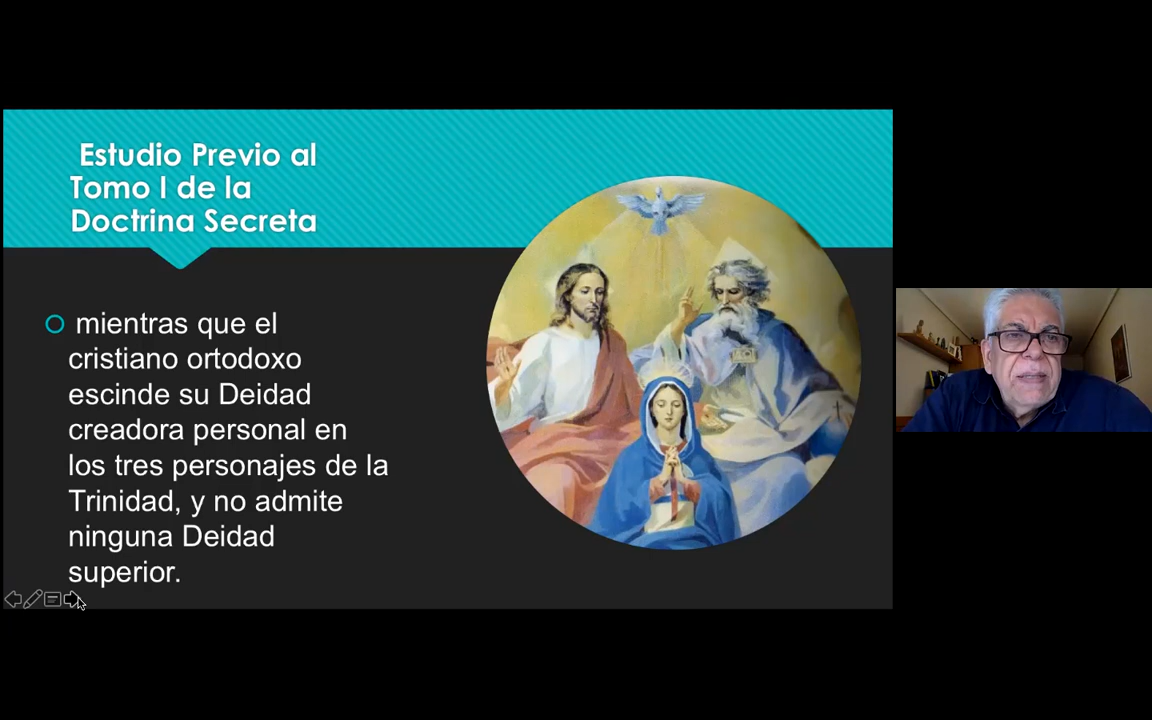 Estudio Previo al
Tomo I de la
Doctrina Secreta
mientras que el
cristiano ortodoxo
escinde su Deidad
creadora personal en
los tres personajes de la
Trinidad, y no admite
ninguna Deidad
superior.